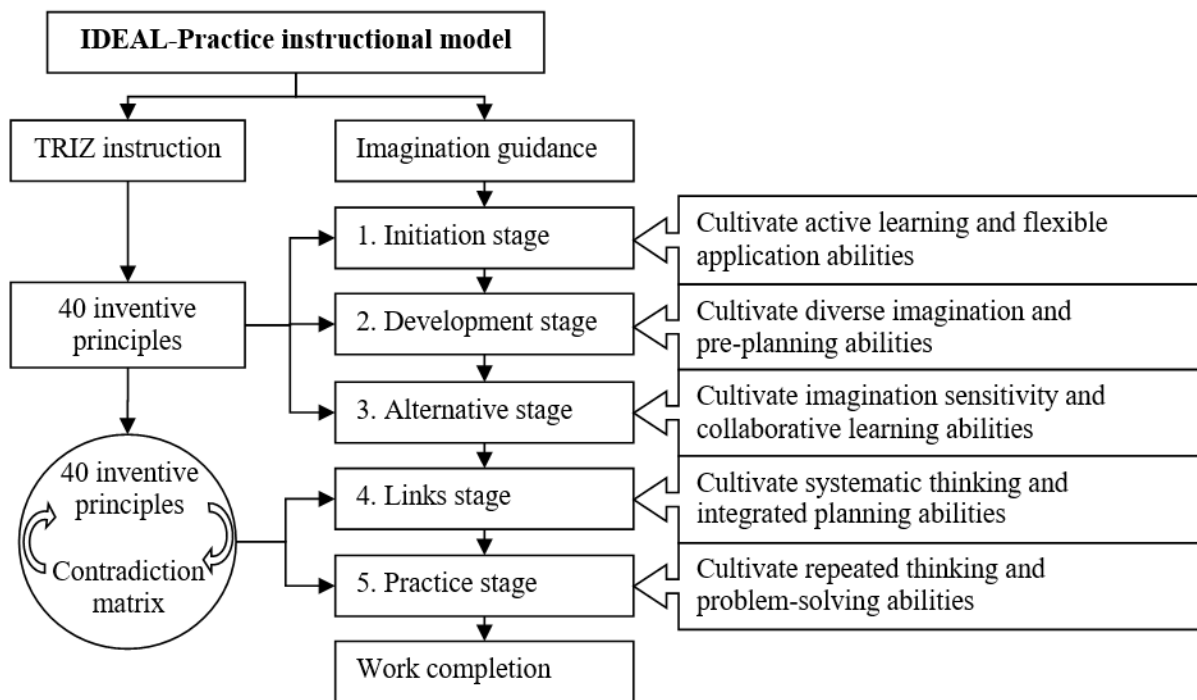 IDEAL-Practice instructional model
TRIZ instruction
Imagination guidance
40 inventive
principles
40 inventive
principles
Contradiction
matrix
1. Initiation stage
2. Development stage
3. Alternative stage
4. Links stage
5. Practice stage
Work completion
Cultivate active learning and flexible
application abilities
Cultivate diverse imagination and
pre-planning abilities
Cultivate imagination sensitivity and
collaborative learning abilities
Cultivate systematic thinking and
integrated planning abilities
Cultivate repeated thinking and
problem-solving abilities